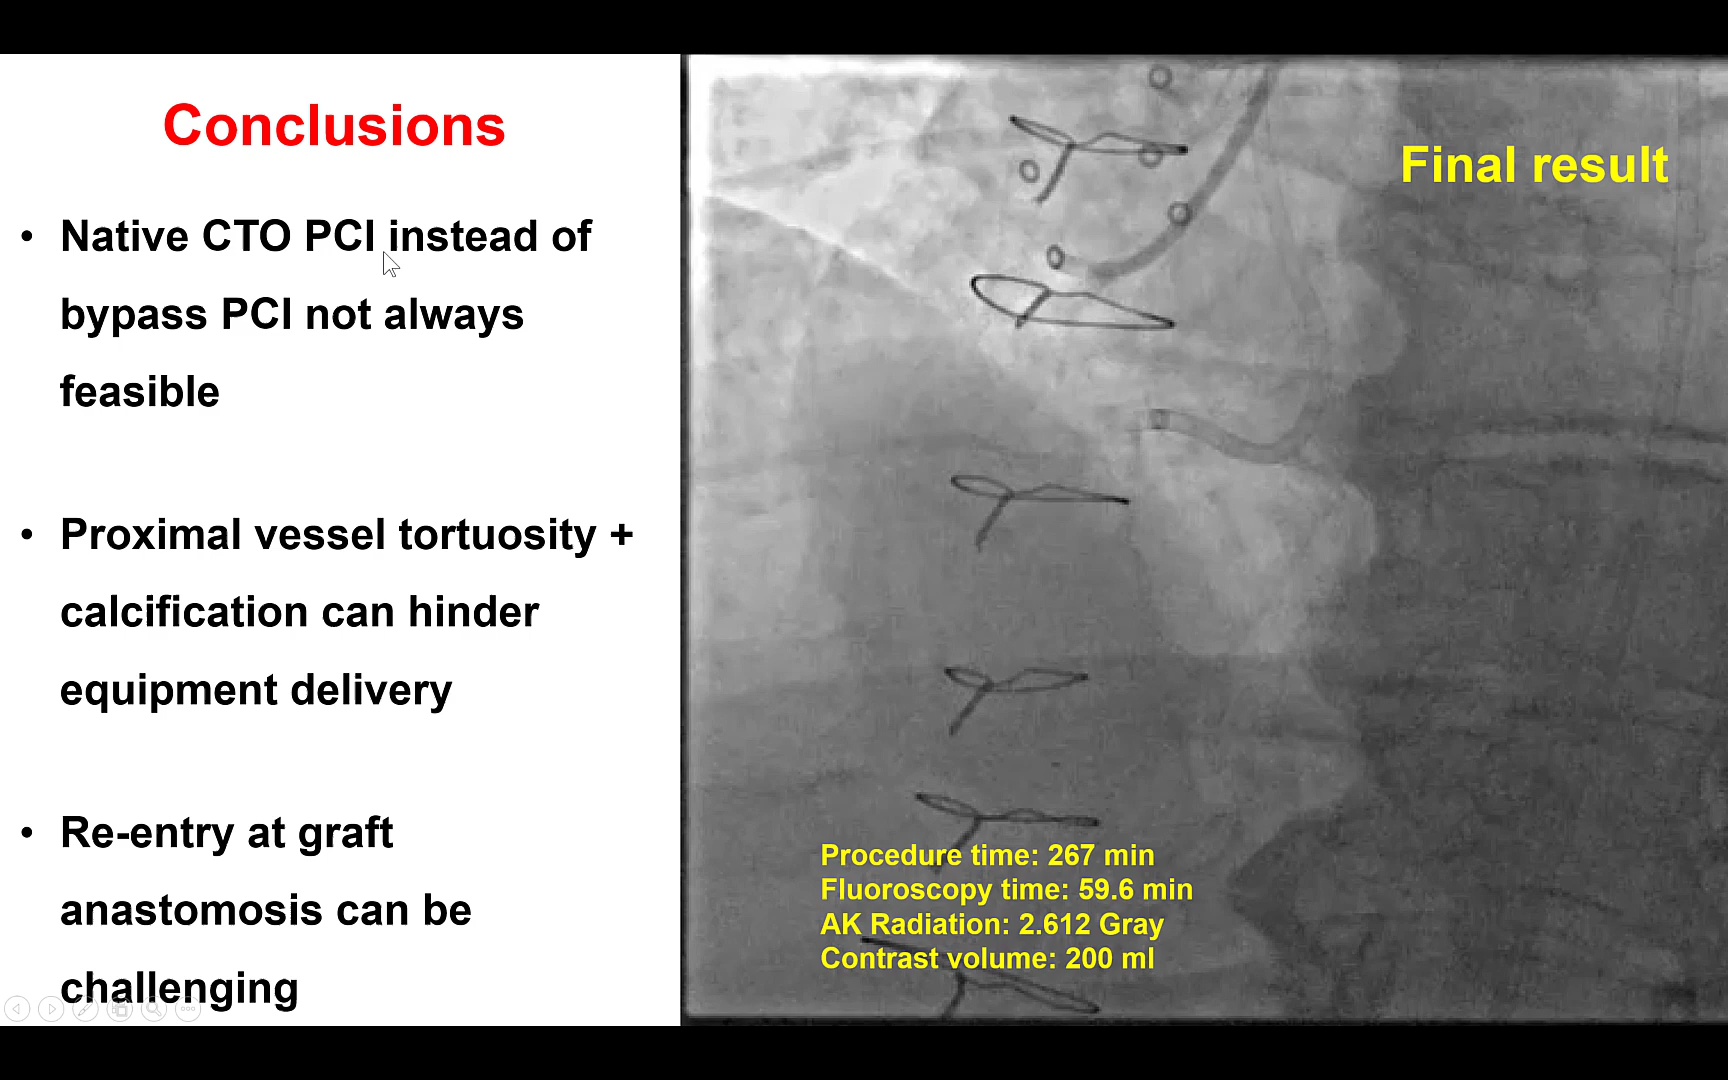 Conclusions
• Native CTO PCI instead of
bypass PCI not always
feasible
• Proximal vessel tortuosity +
calcification can hinder
equipment delivery
• Re-entry at graft
anastomosis can be
challenging
Final result
Procedure time: 267 min
Fluoroscopy time: 59.6 min
AK Radiation: 2.612 Gray
Contrast volume: 200 ml